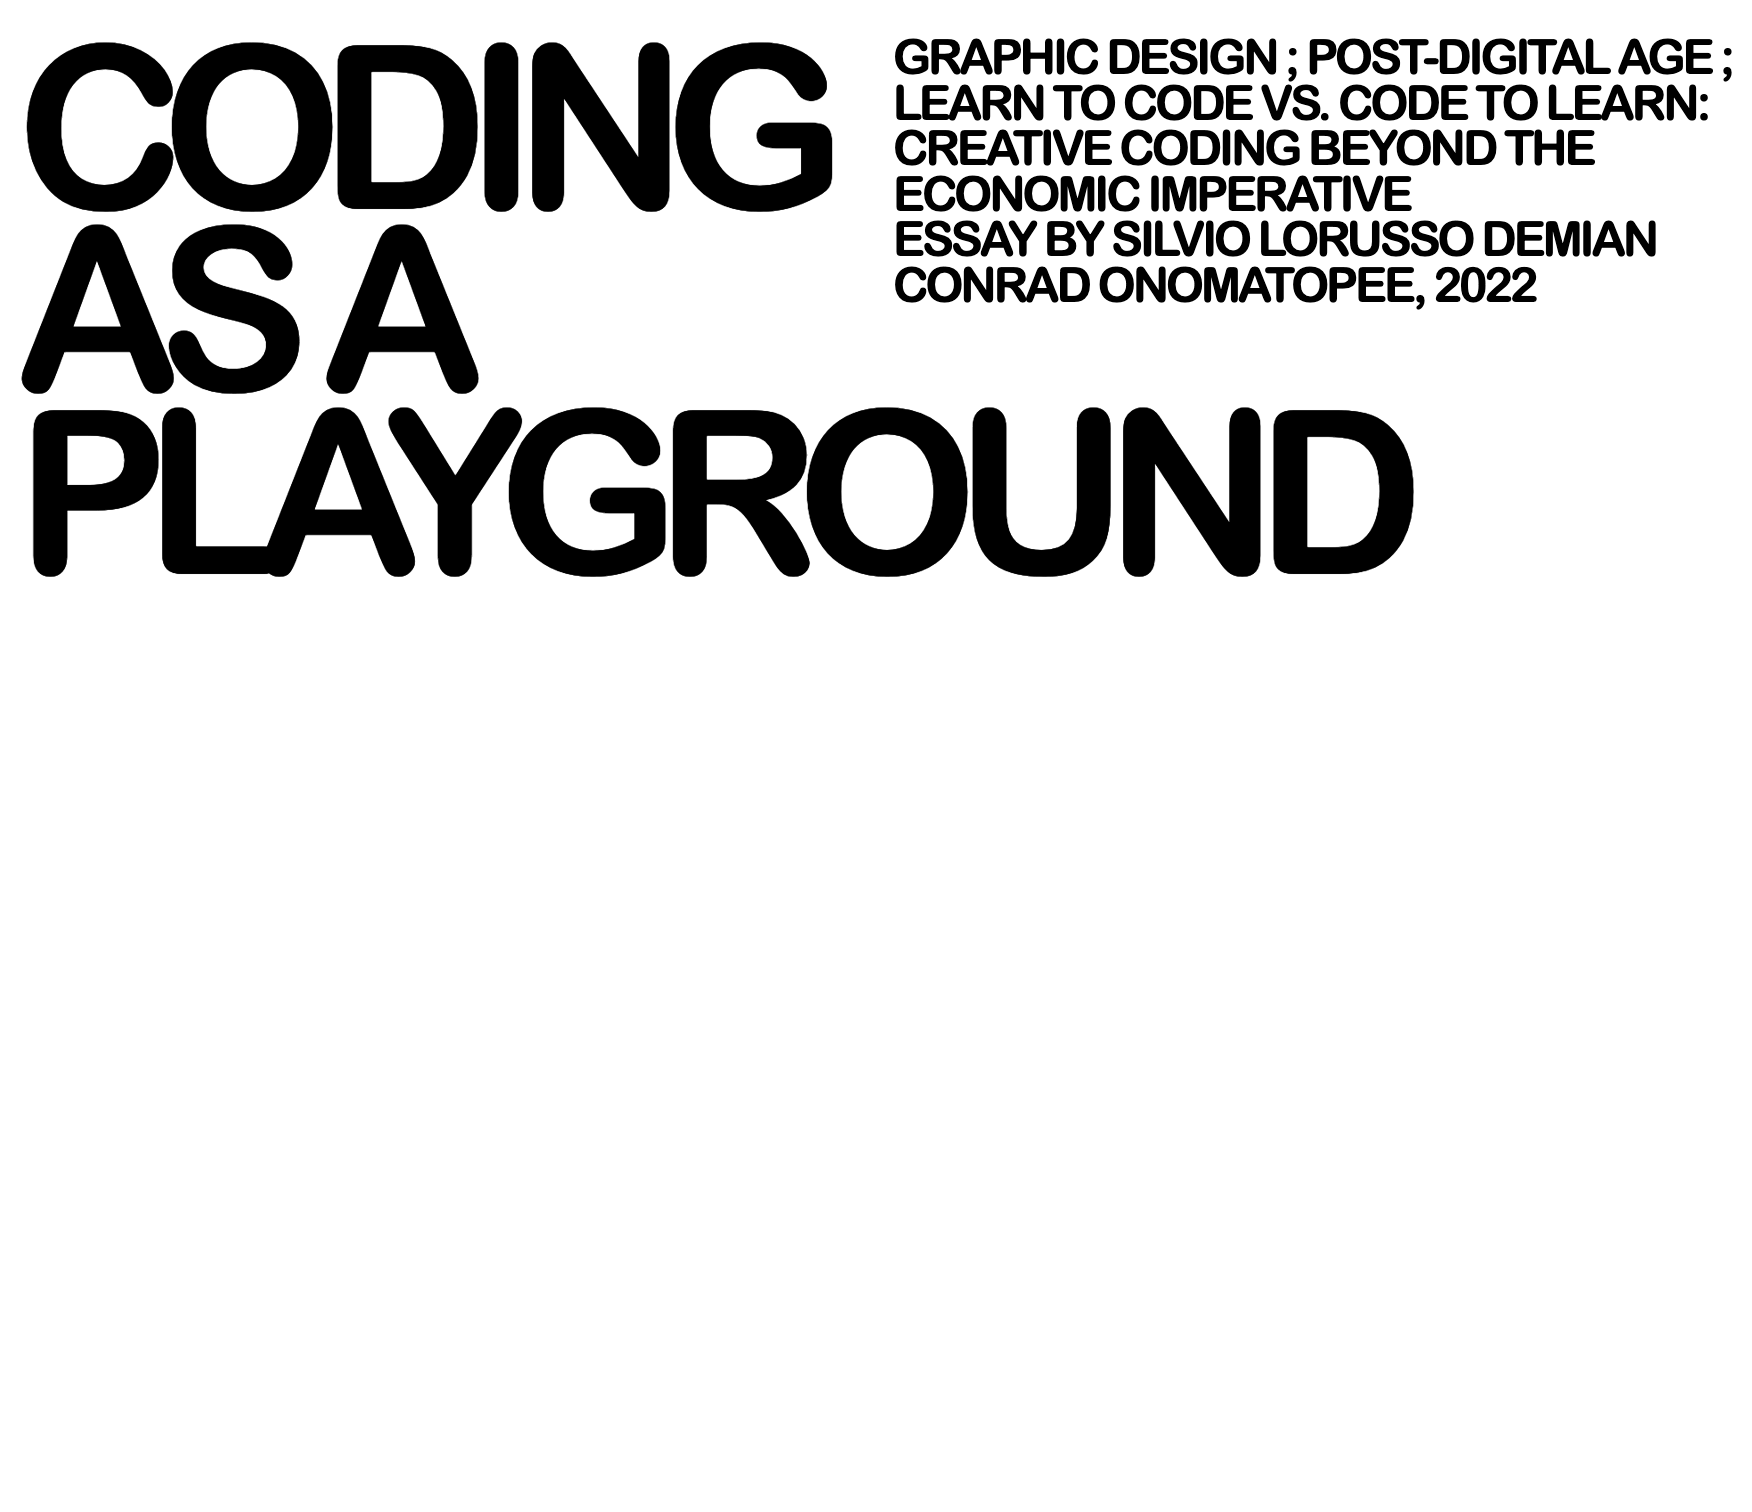 CODING
AS A
PLAYGROUND
GRAPHIC DESIGN ; POST-DIGITAL AGE ;
LEARN TO CODE VS. CODE TO LEARN:
CREATIVE CODING BEYOND THE
ECONOMIC IMPERATIVE
ESSAY BY SILVIO LORUSSO DEMIAN
CONRAD ONOMATOPEE, 2022